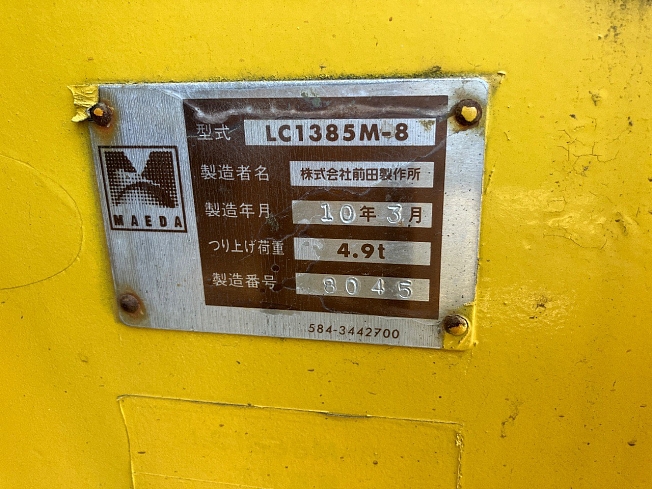 型式 LC1385M-8
製造者名 株式会社前田製作所
製造年月 10年3月
つり上げ荷重 4.9t
製造番号 8045
MAEDA
584-3442700